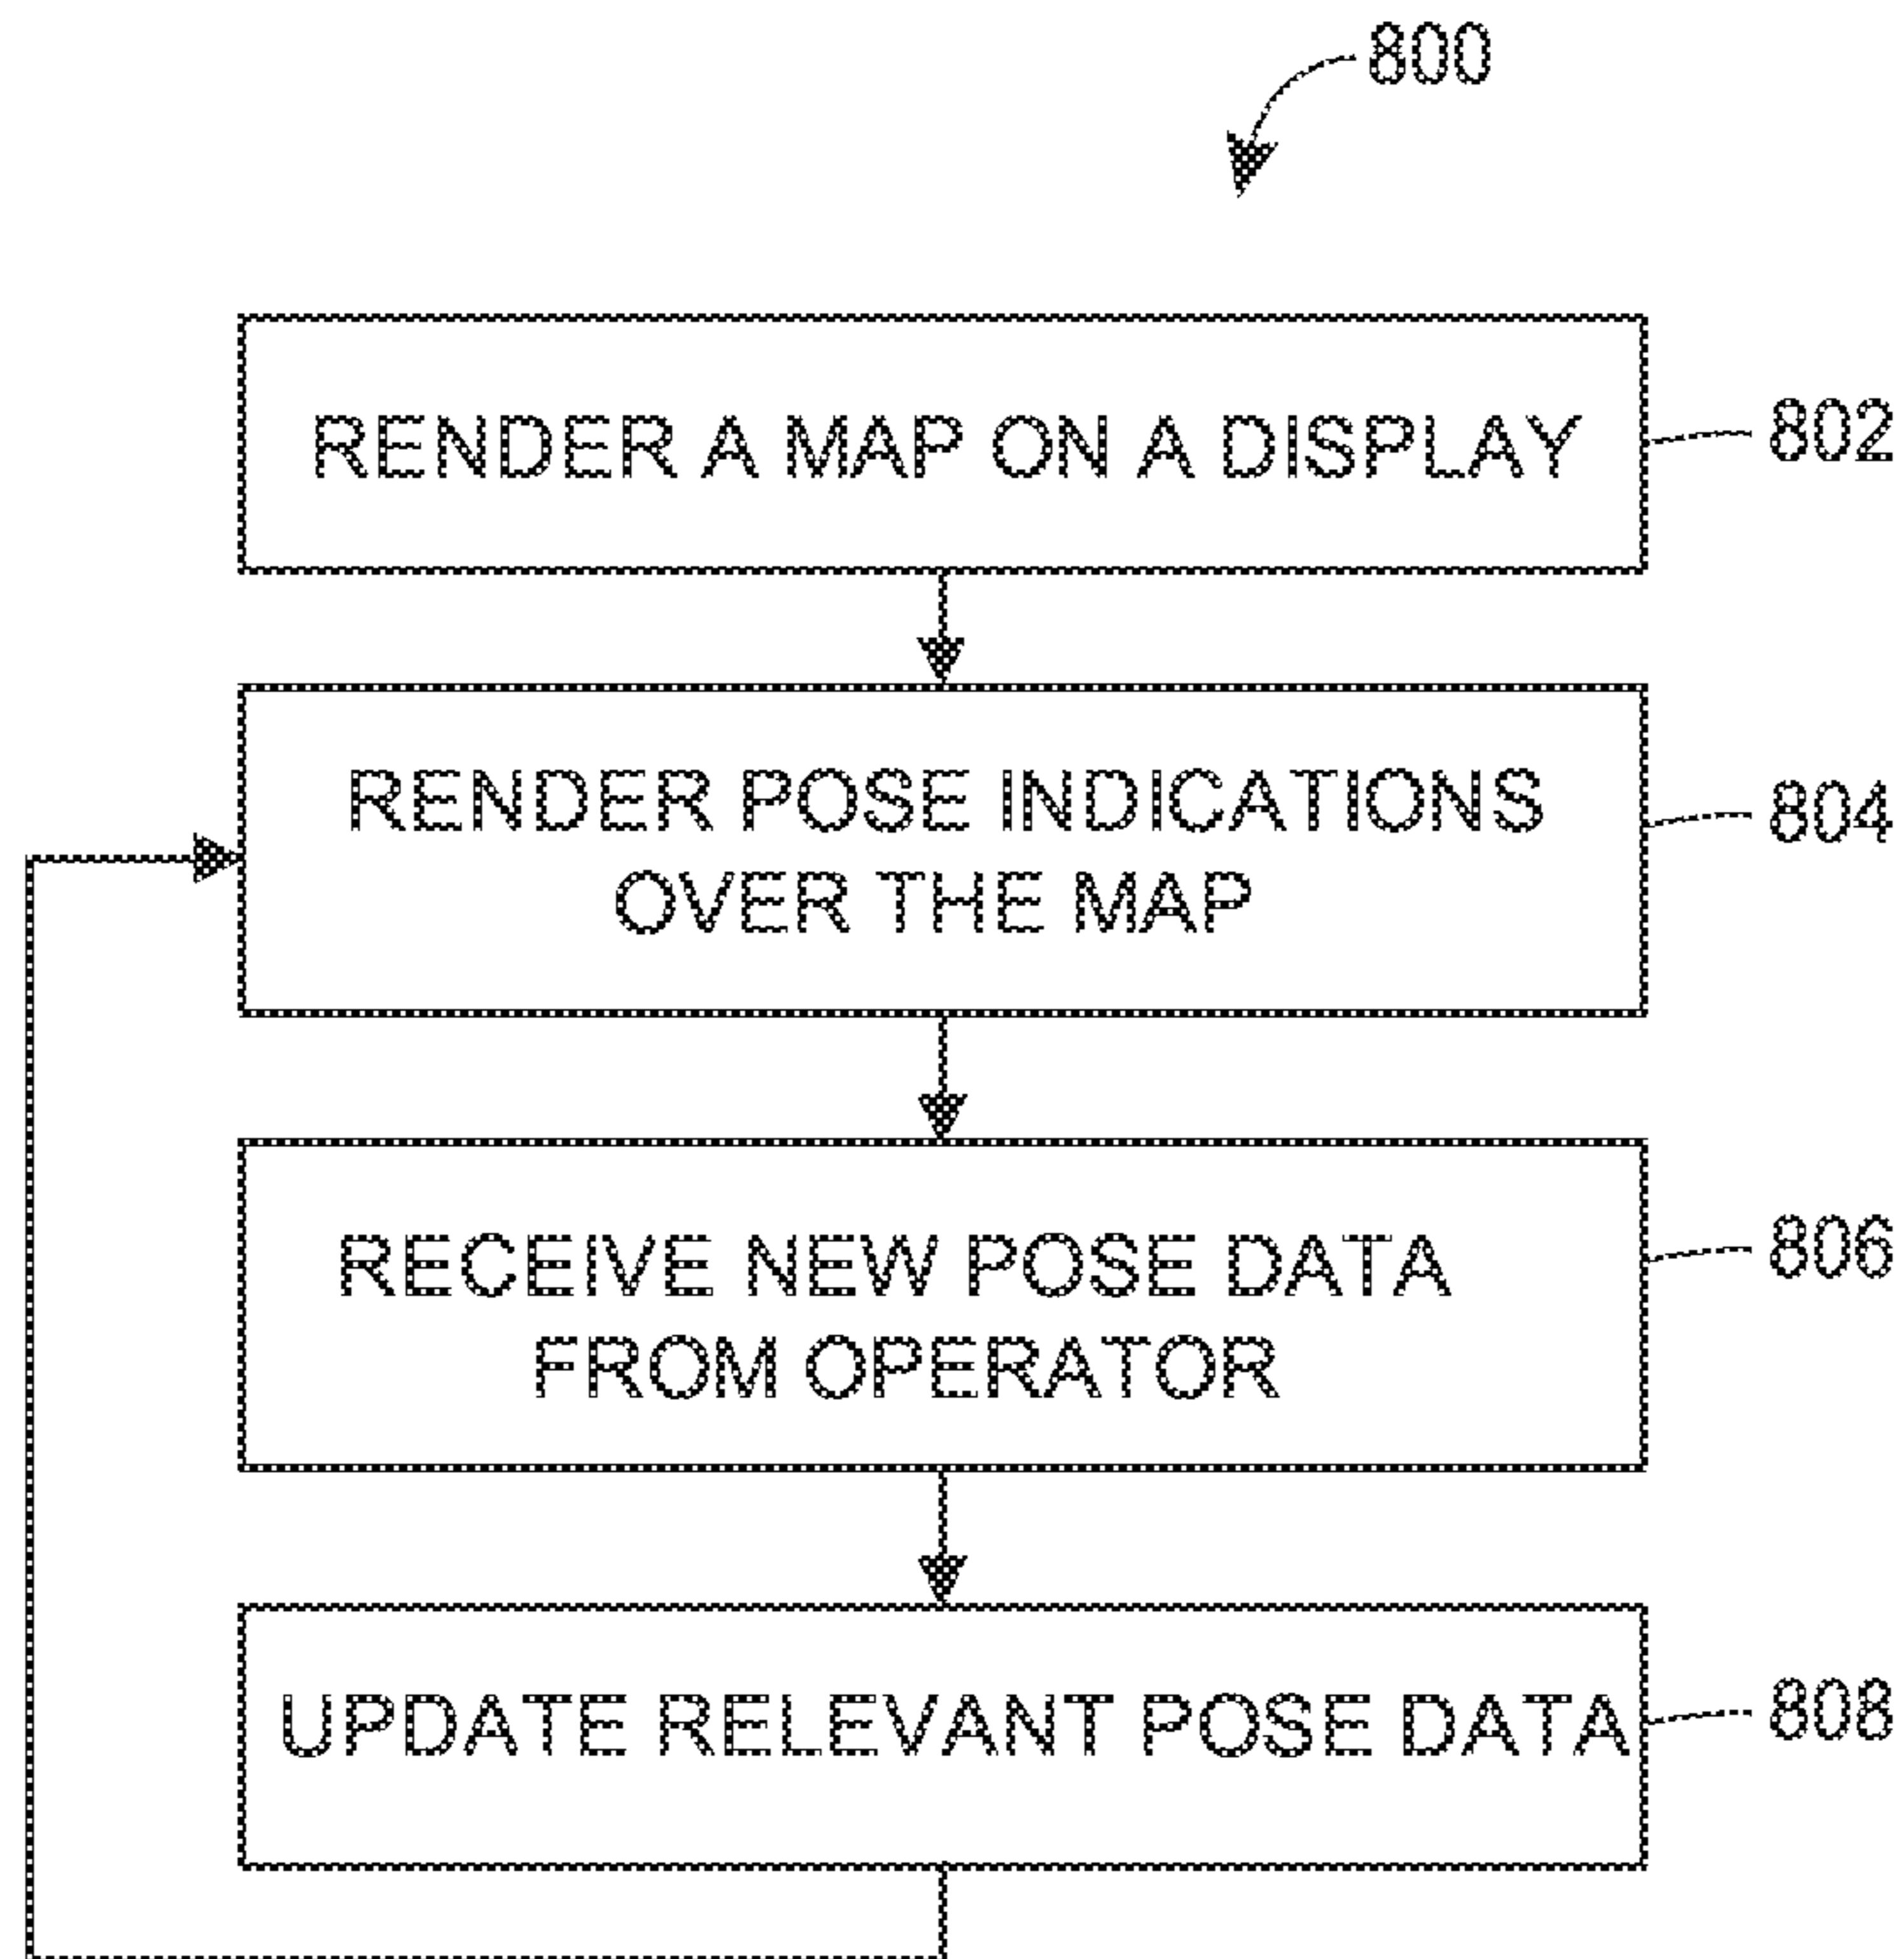 800
RENDER A MAP ON A DISPLAY
802
RENDER POSE INDICATIONS
OVER THE MAP
804
RECEIVE NEW POSE DATA
FROM OPERATOR
806
UPDATE RELEVANT POSE DATA
808